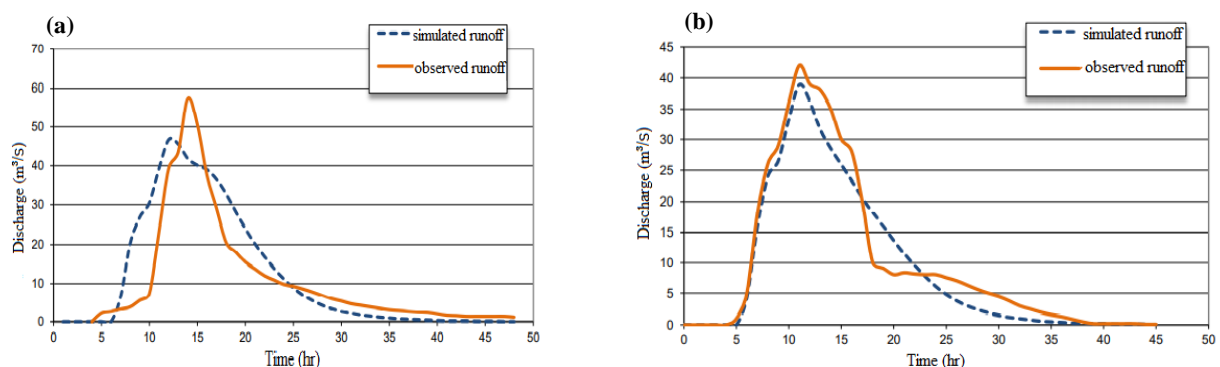 (a)
simulated runoff
observed runoff
70
60
50
40
30
20
10
0
Discharge (m³/s)
0 5 10 15 20 25 30 35 40 45 50
Time (hr)
(b)
simulated runoff
observed runoff
45
40
35
30
25
20
15
10
5
0
Discharge (m³/s)
0 5 10 15 20 25 30 35 40 45 50
Time (hr)